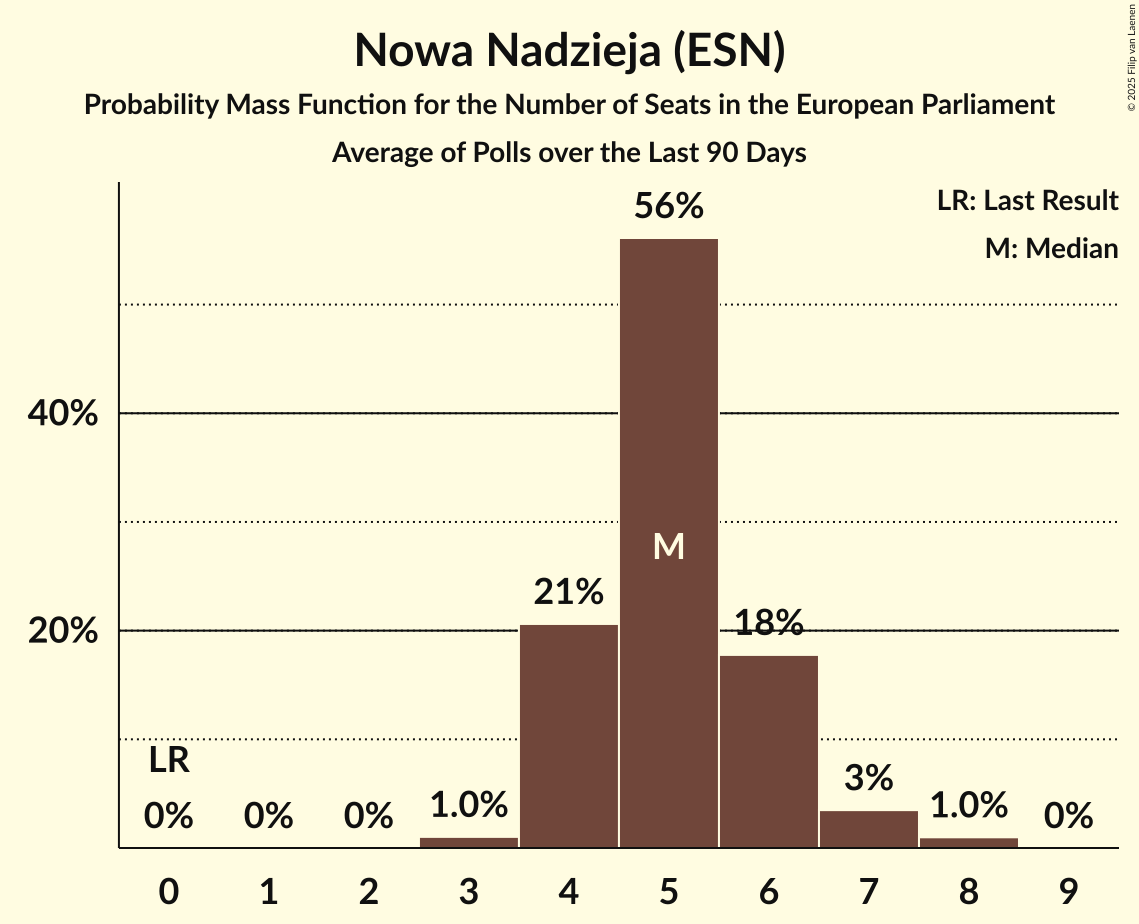 Nowa Nadzieja (ESN)
Probability Mass Function for the Number of Seats in the European Parliament
Average of Polls over the Last 90 Days
© 2025 Filip van Laenen
LR: Last Result
M: Median
56%
40%
M
21%
18%
20%
LR
3%
0%
0%
0%
1.0%
1.0%
0%
0 1 2 3 4 5 6 7 8 9